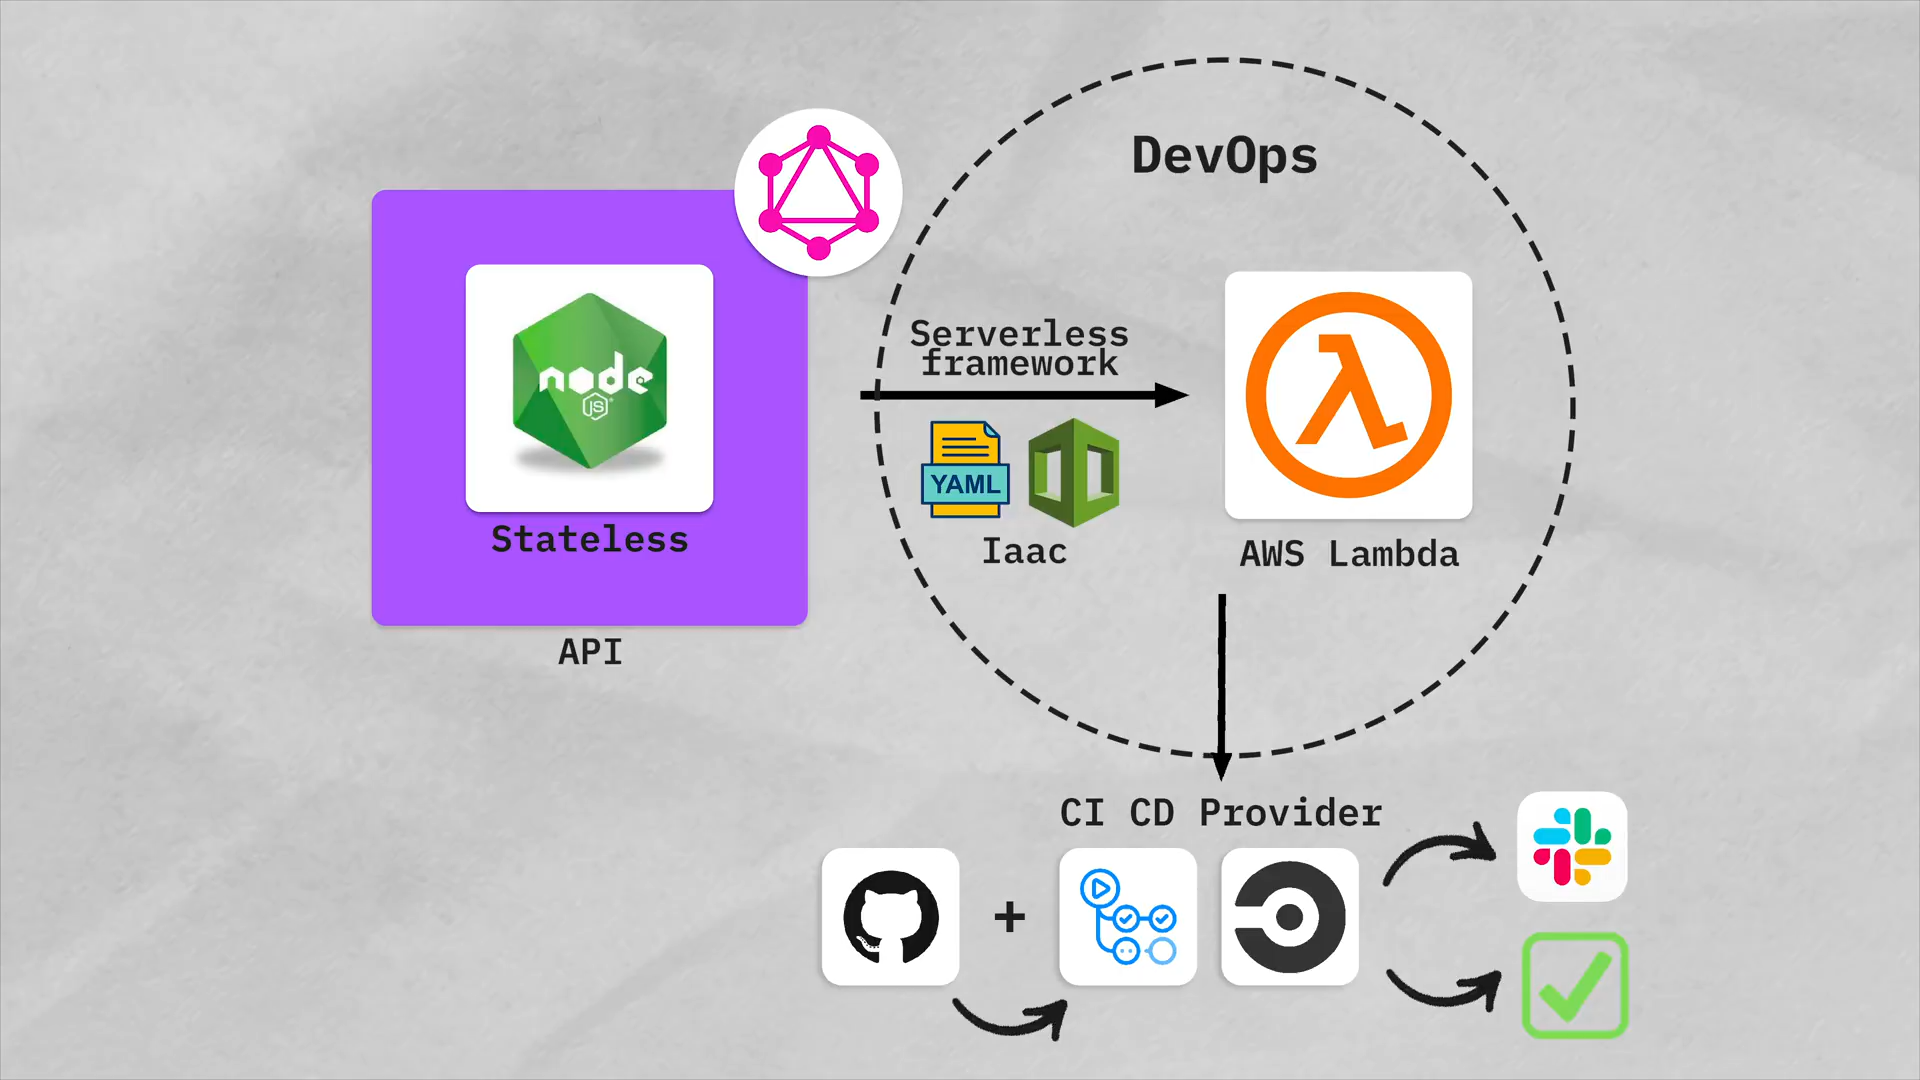 DevOps
node
JS
Stateless
API
Serverless
framework
YAML
Iaac
AWS Lambda
CI CD Provider
+